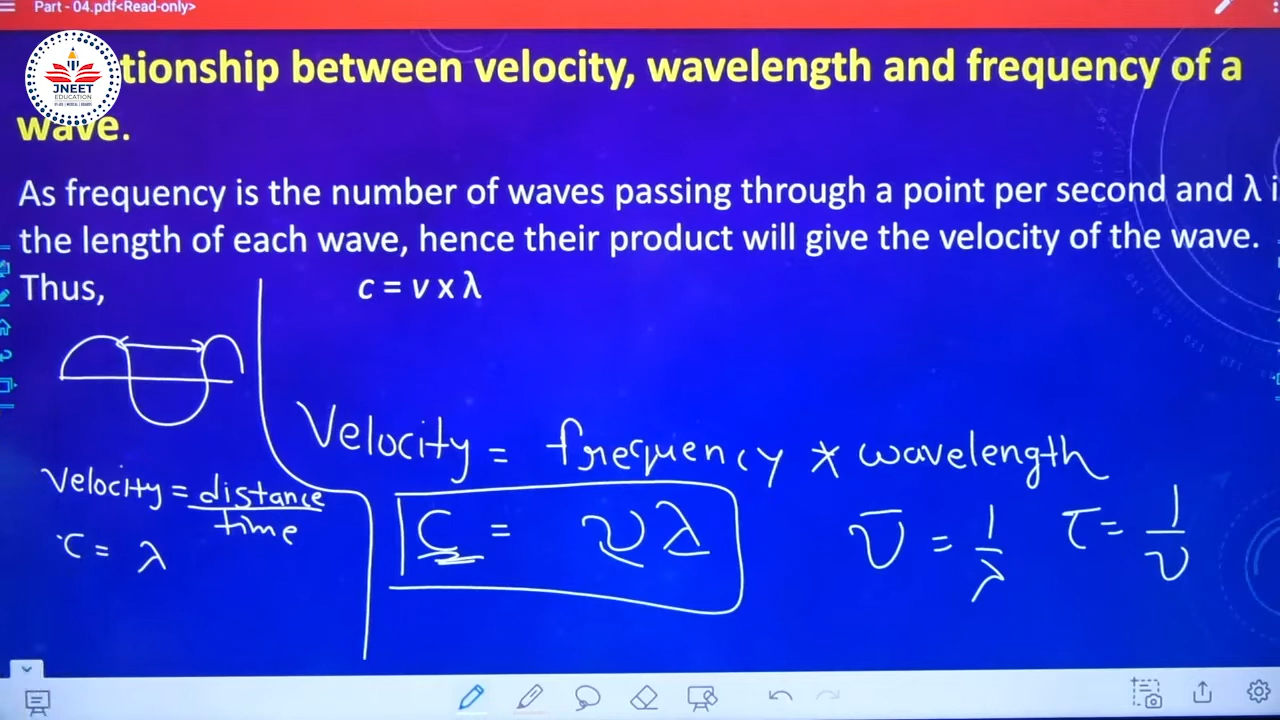 Part - 04.pdf<Read-only>
JNEET
EDUCATION
tionship between velocity, wavelength and frequency of a
wave.
As frequency is the number of waves passing through a point per second and λ i
the length of each wave, hence their product will give the velocity of the wave.
Thus, c = ν x λ
Velocity = frequency * wavelength
Velocity = distance
time
c = λ
C = νλ
ν̄ = 1/λ τ = 1/ν